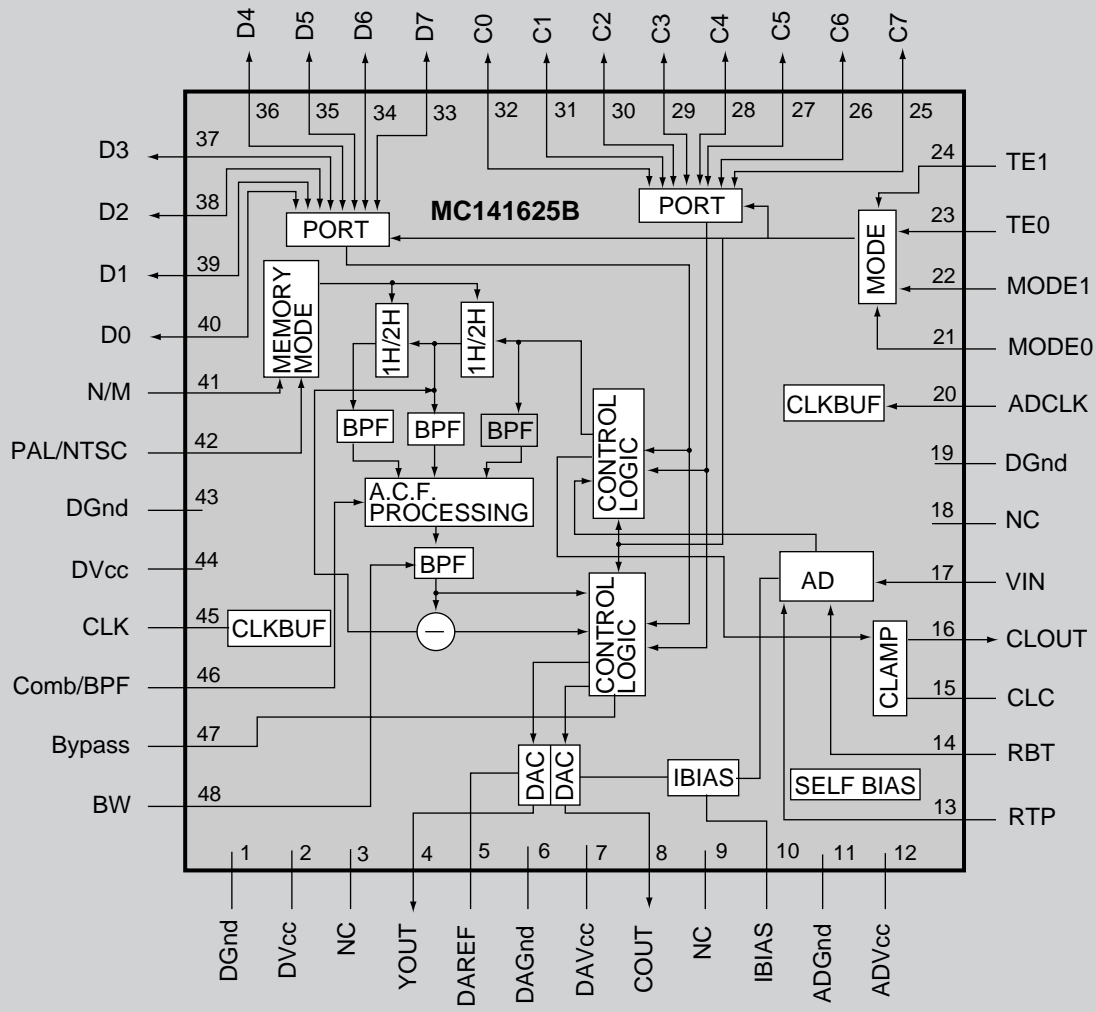 D4 D5 D6 D7 C0 C1 C2 C3 C4 C5 C6 C7
36 35 34 33 32 31 30 29 28 27 26 25
D3 37
24 TE1
D2 38
PORT
MC141625B
PORT
23 TE0
MODE
D1 39
22 MODE1
D0 40
21 MODE0
MEMORY
MODE
1H/2H
1H/2H
N/M 41
CLKBUF
20 ADCLK
BPF
BPF
BPF
CONTROL
LOGIC
PAL/NTSC 42
19 DGnd
DGnd 43
A.C.F.
PROCESSING
18 NC
DVcc 44
BPF
AD
17 VIN
CLK 45
CLKBUF
—
CONTROL
LOGIC
CLAMP
16 CLOUT
Comb/BPF 46
15 CLC
Bypass 47
14 RBT
DAC
DAC
IBIAS
SELF BIAS
BW 48
13 RTP
1 2 3 4 5 6 7 8 9 10 11 12
DGnd DVcc NC YOUT DAREF DAGnd DAVcc COUT NC IBIAS ADGnd ADVcc